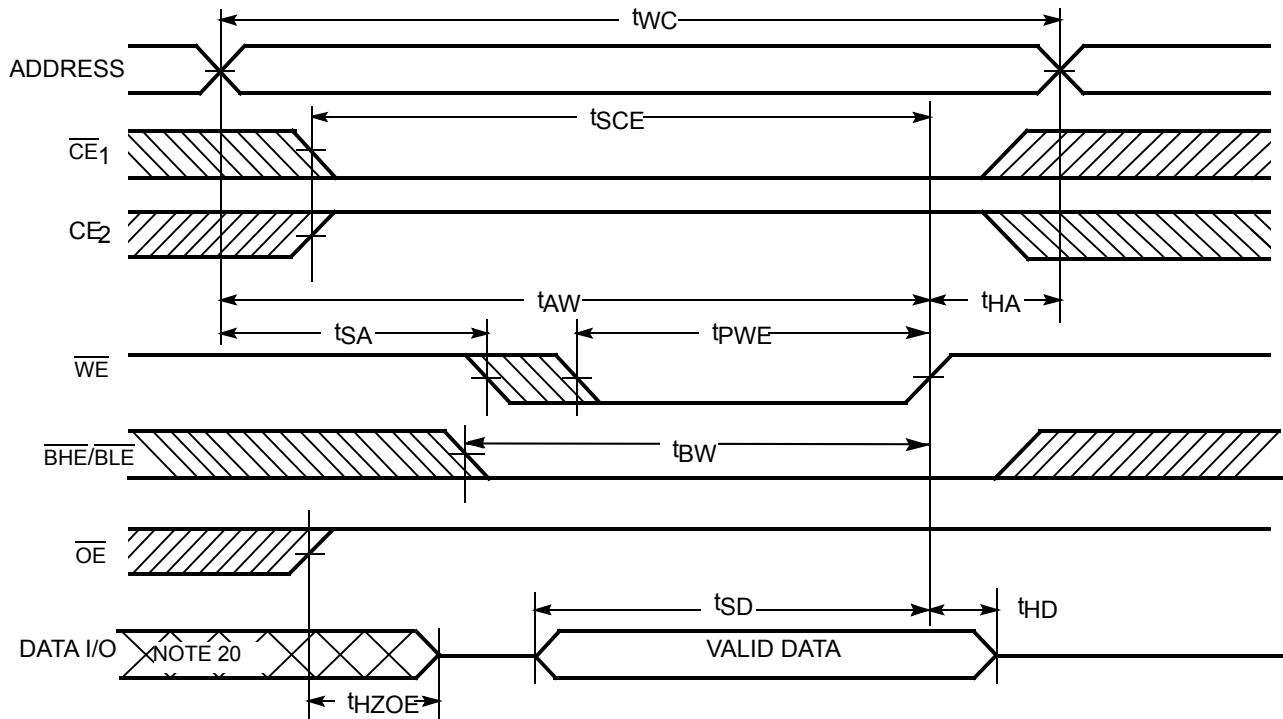 tWC
ADDRESS
tSCE
CE1
CE2
tAW
tHA
tSA
tPWE
WE
BHE/BLE
tBW
OE
tSD
tHD
DATA I/O
NOTE 20
VALID DATA
tHZOE